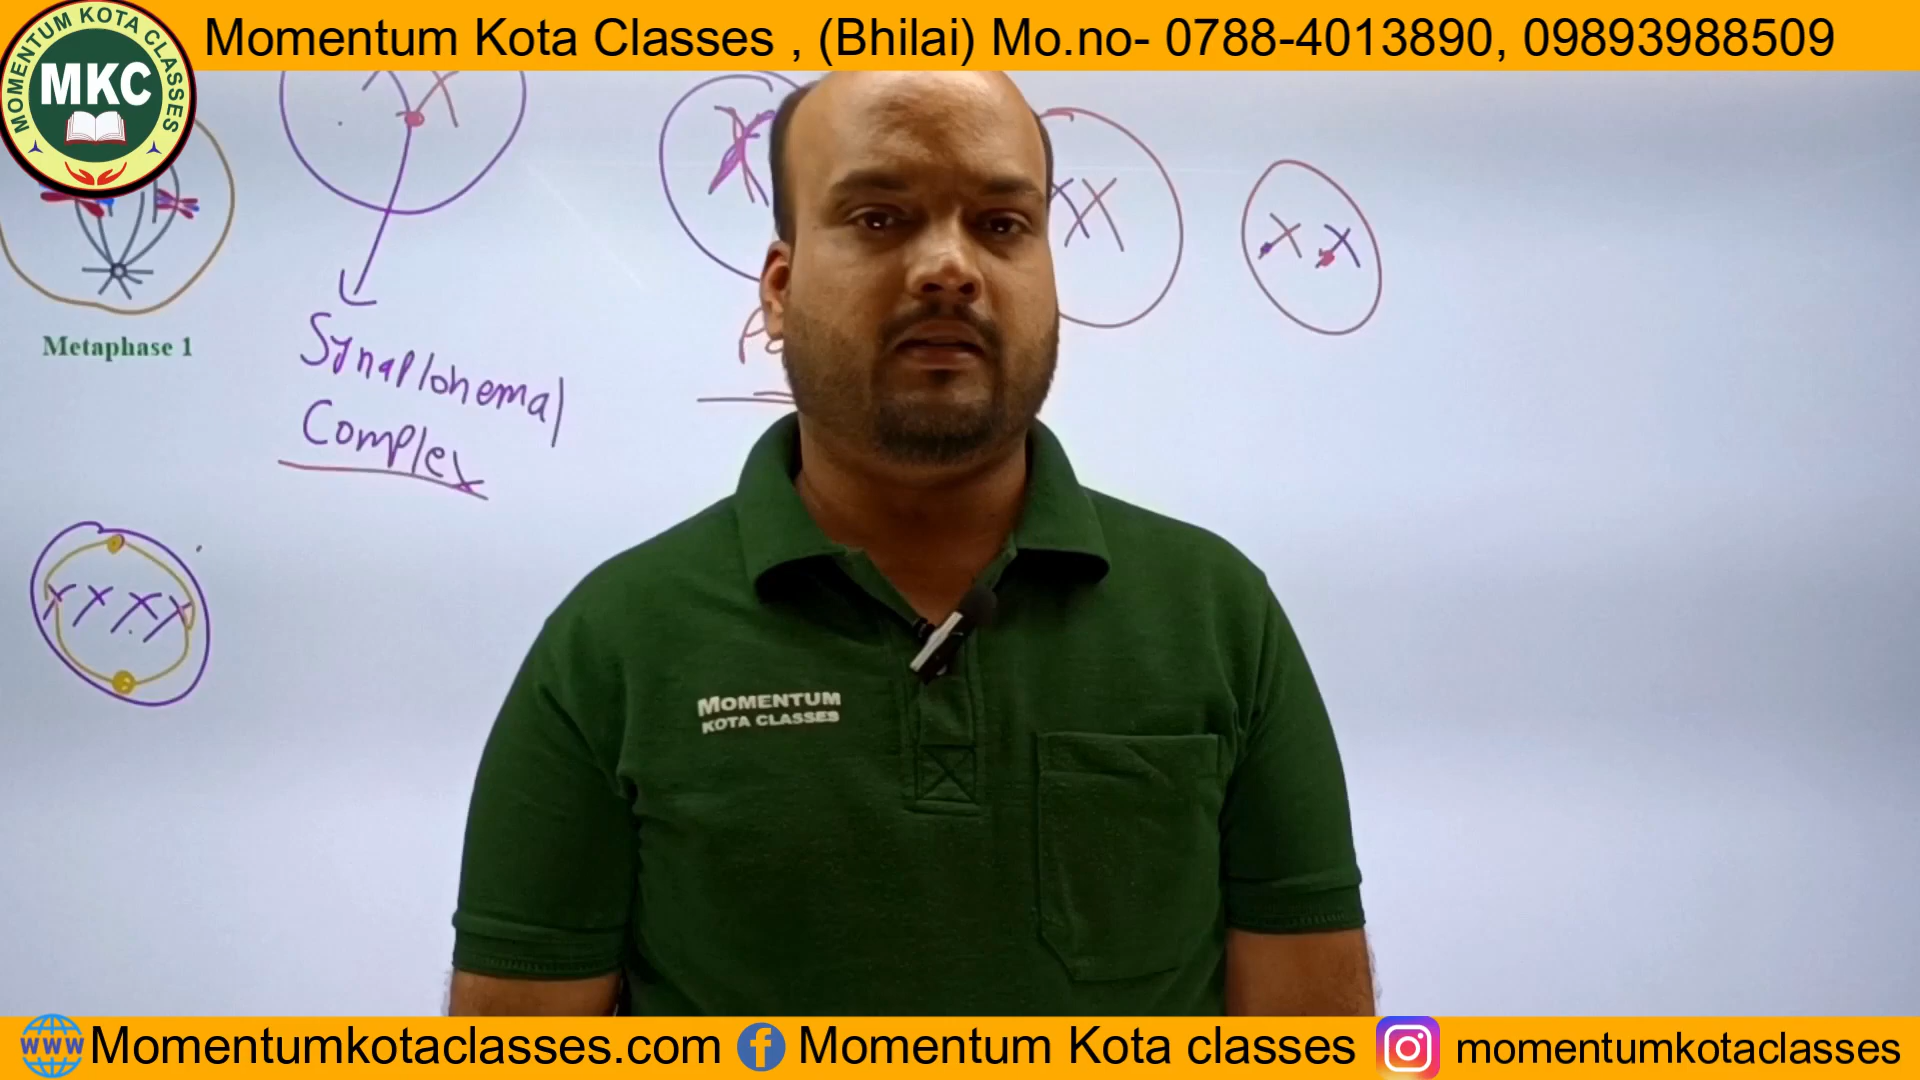 Momentum Kota Classes , (Bhilai) Mo.no- 0788-4013890, 09893988509
MOMENTUM KOTA CLASSES
MKC
Metaphase 1
Synaptonemal
Complex
MOMENTUM
KOTA CLASSES
www Momentumkotaclasses.com f Momentum Kota classes momentumkotaclasses